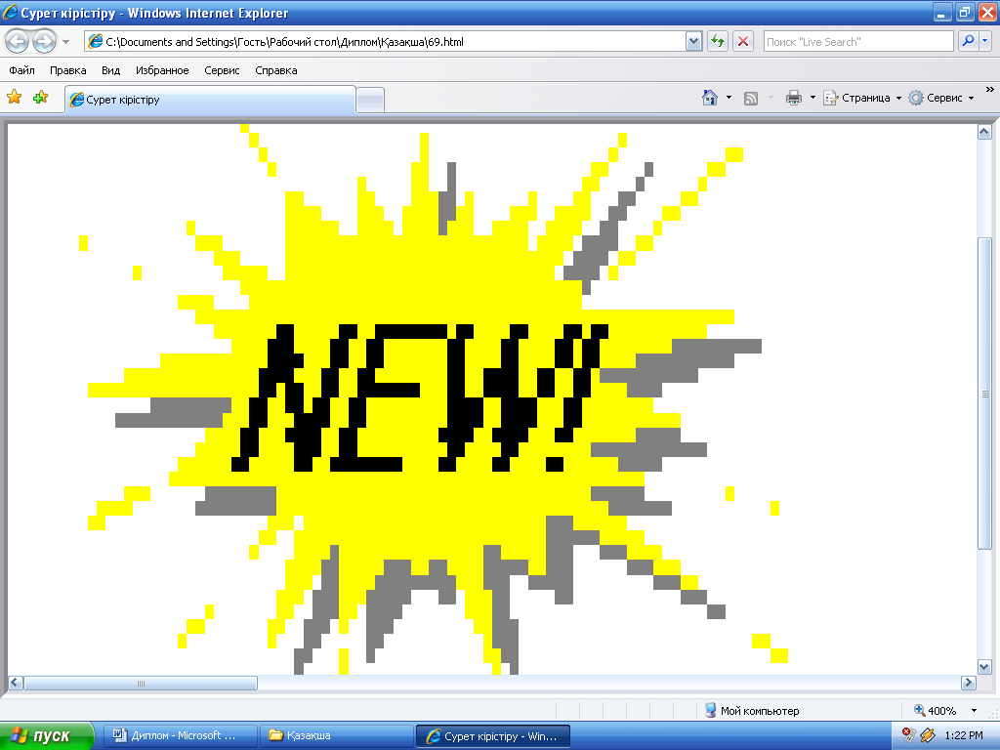 Сурет кірістіру - Windows Internet Explorer
C:\Documents and Settings\Гость\Рабочий стол\Диплом\Қазақша\69.html
Поиск "Live Search"
Файл Правка Вид Избранное Сервис Справка
Сурет кірістіру
Страница Сервис »
NEW!
Мой компьютер 400%
пуск Диплом - Microsoft ... Қазақша Сурет кірістіру - Win... 1:22 PM